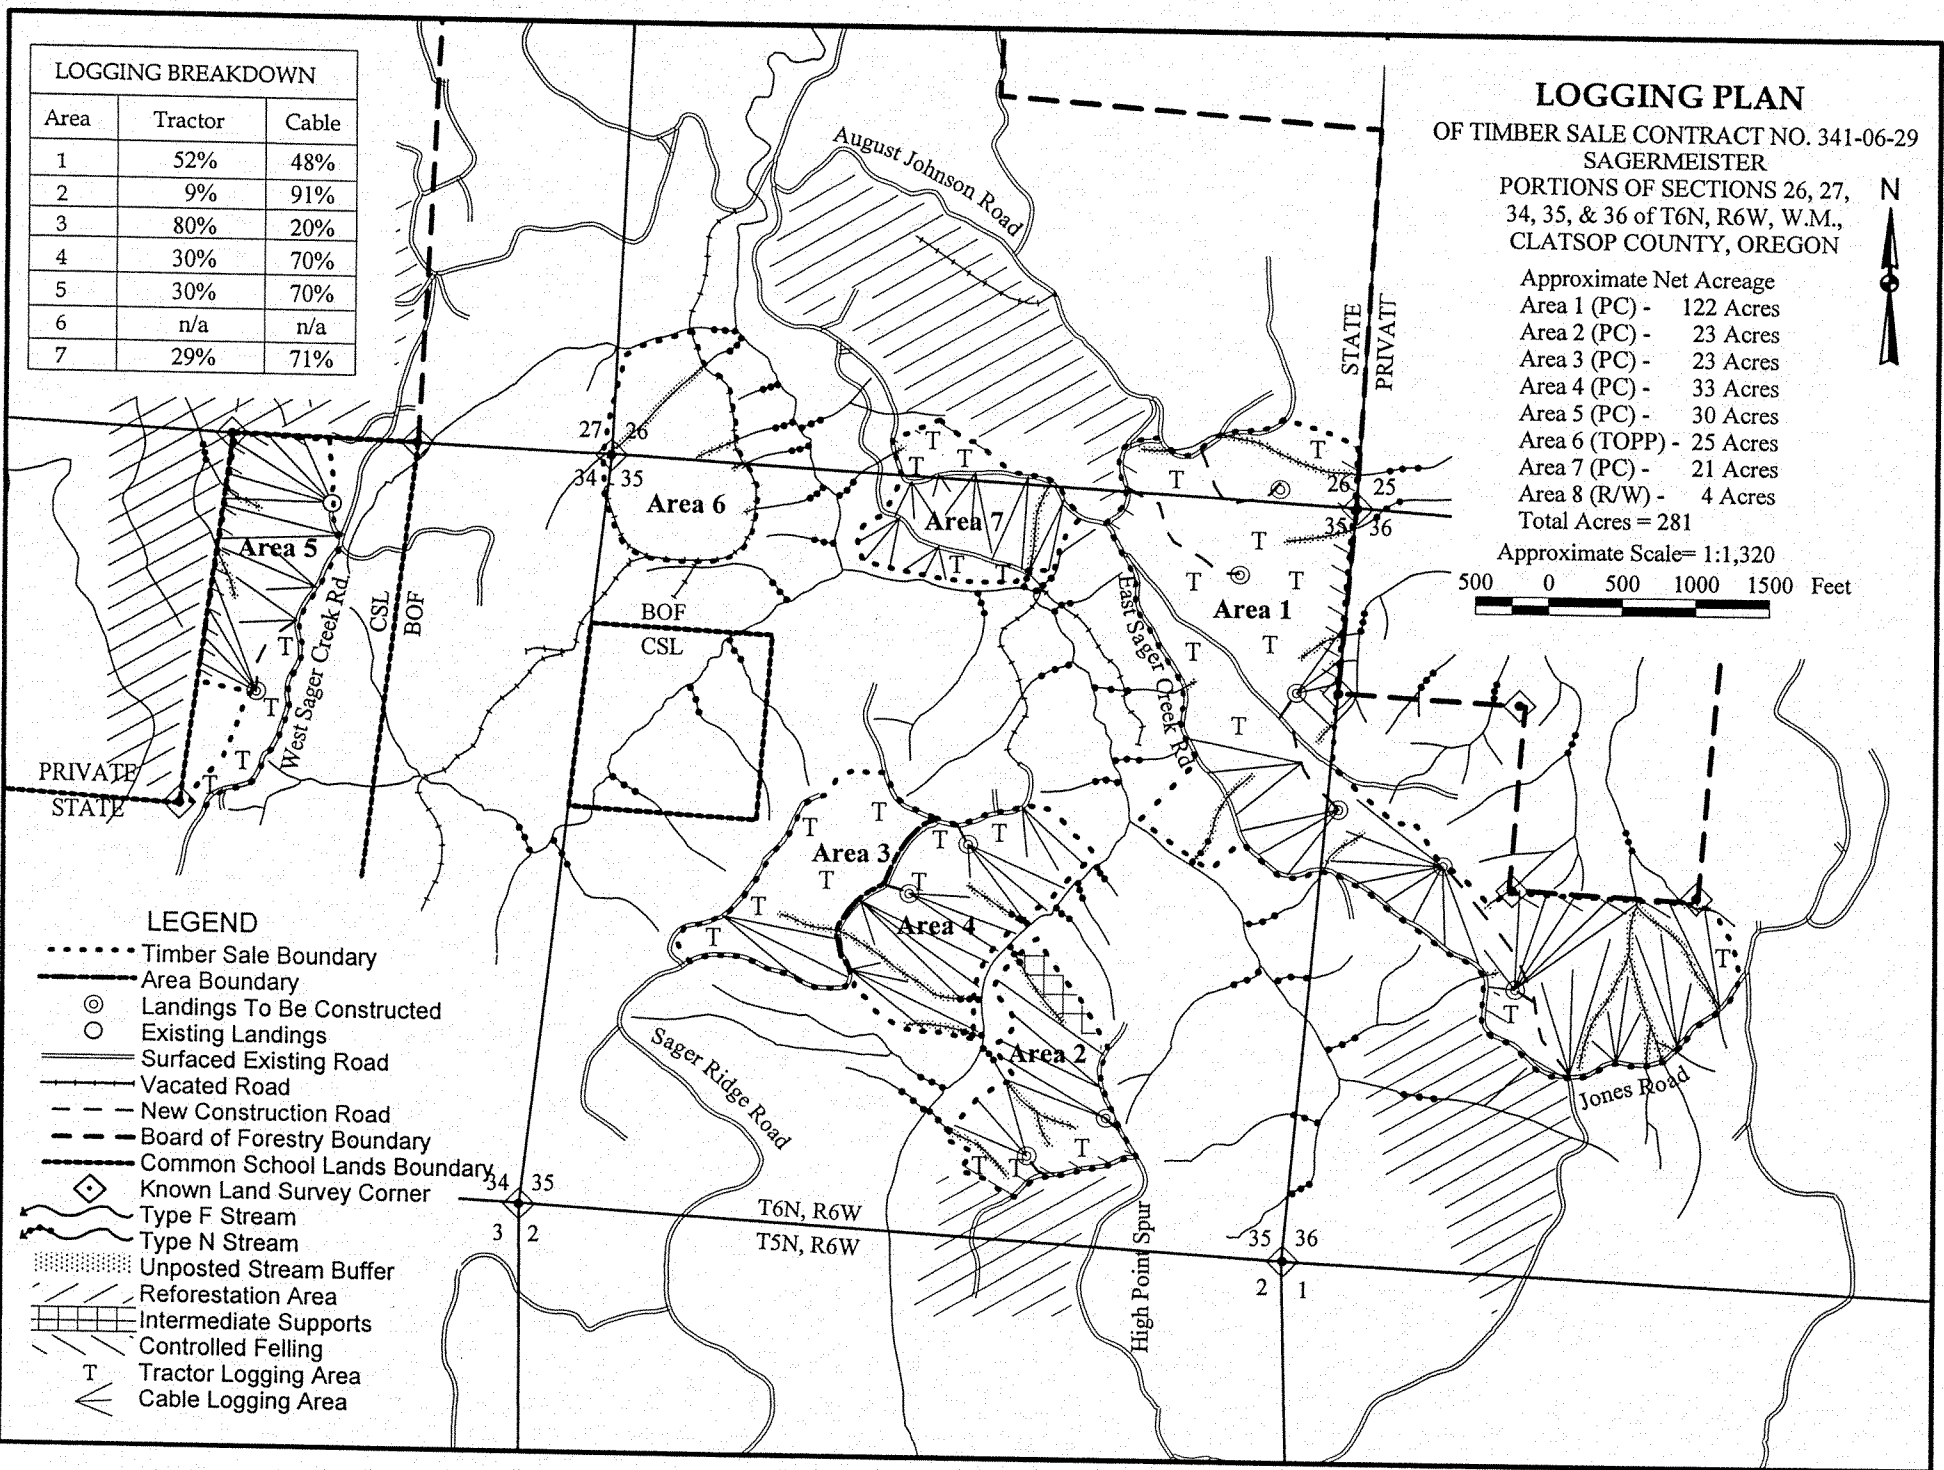 LOGGING BREAKDOWN
Area Tractor Cable
1 52% 48%
2 9% 91%
3 80% 20%
4 30% 70%
5 30% 70%
6 n/a n/a
7 29% 71%
LOGGING PLAN
OF TIMBER SALE CONTRACT NO. 341-06-29
SAGERMEISTER
PORTIONS OF SECTIONS 26, 27,
34, 35, & 36 of T6N, R6W, W.M.,
CLATSOP COUNTY, OREGON
N
Approximate Net Acreage
Area 1 (PC) - 122 Acres
Area 2 (PC) - 23 Acres
Area 3 (PC) - 23 Acres
Area 4 (PC) - 33 Acres
Area 5 (PC) - 30 Acres
Area 6 (TOPP) - 25 Acres
Area 7 (PC) - 21 Acres
Area 8 (R/W) - 4 Acres
Total Acres = 281
Approximate Scale= 1:1,320
500 0 500 1000 1500 Feet
August Johnson Road
STATE
PRIVATE
27 26
34 35
26 25
35 36
Area 6
Area 7
T
T
T
T
T
Area 5
T
T
T
T
West Sager Creek Rd.
CSL
BOF
PRIVATE
STATE
BOF
CSL
East Sager Creek Rd
Area 1
T
T
T
T
T
T
T
T
Area 3
T
T
T
T
T
Area 4
T
T
T
Area 2
T
T
T
T
T
Jones Road
Sager Ridge Road
High Point Spur
34 35
3 2
T6N, R6W
T5N, R6W
35 36
2 1
LEGEND
Timber Sale Boundary
Area Boundary
Landings To Be Constructed
Existing Landings
Surfaced Existing Road
Vacated Road
New Construction Road
Board of Forestry Boundary
Common School Lands Boundary
Known Land Survey Corner
Type F Stream
Type N Stream
Unposted Stream Buffer
Reforestation Area
Intermediate Supports
Controlled Felling
T Tractor Logging Area
Cable Logging Area